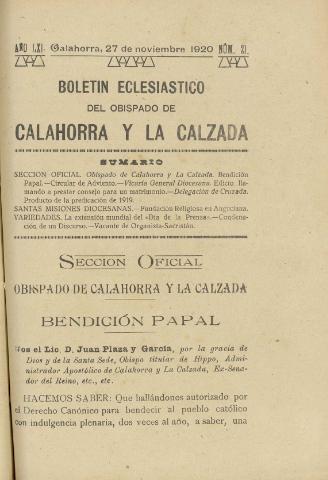 AÑO LXI. Calahorra, 27 de noviembre 1920 NÚM. 21.
BOLETIN ECLESIASTICO
DEL OBISPADO DE
CALAHORRA Y LA CALZADA
SUMARIO
SECCION OFICIAL. Obispado de Calahorra y La Calzada. Bendición
Papal.—Circular de Adviento.—Vicaría General Diocesana. Edicto lla-
mando a prestar consejo para un matrimonio.—Delegación de Cruzada.
Producto de la predicación de 1919.
SANTAS MISIONES DIOCESANAS.—Fundación Religiosa en Anguciana.
VARIEDADES. La extensión mundial del «Día de la Prensa».—Condena-
ción de un Discurso.—Vacante de Organista-Sacristán.
SECCION OFICIAL
OBISPADO DE CALAHORRA Y LA CALZADA
BENDICIÓN PAPAL
Nos el Lic. D. Juan Plaza y García, por la gracia de
Dios y de la Santa Sede, Obispo titular de Hippo, Admi-
nistrador Apostólico de Calahorra y La Calzada, Ex-Sena-
dor del Reino, etc., etc.
HACEMOS SABER: Que hallándonos autorizado por
el Derecho Canónico para bendecir al pueblo católico
con indulgencia plenaria, dos veces al año, a saber, una